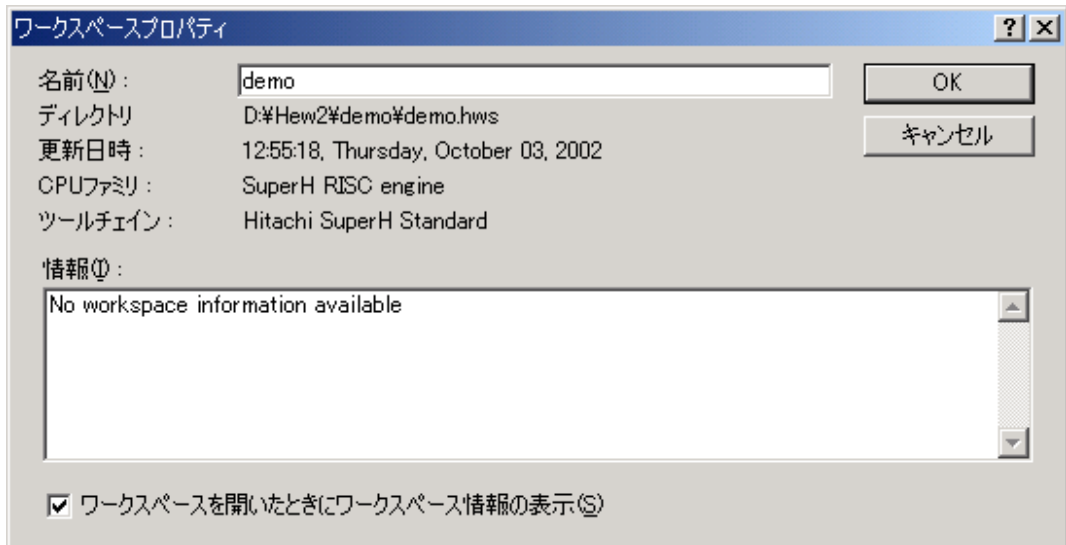 ワークスペースプロパティ
名前(N)： demo OK
ディレクトリ D:¥Hew2¥demo¥demo.hws
キャンセル
更新日時： 12:55:18, Thursday, October 03, 2002
CPUファミリ： SuperH RISC engine
ツールチェイン： Hitachi SuperH Standard
情報(I)：
No workspace information available
ワークスペースを開いたときにワークスペース情報の表示(S)